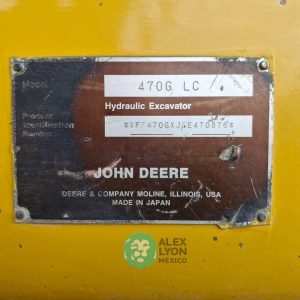 Model 470G LC
Hydraulic Excavator
Product
Identification
Number
JOHN DEERE
DEERE & COMPANY MOLINE, ILLINOIS, USA
MADE IN JAPAN
ALEX
LYON
MEXICO